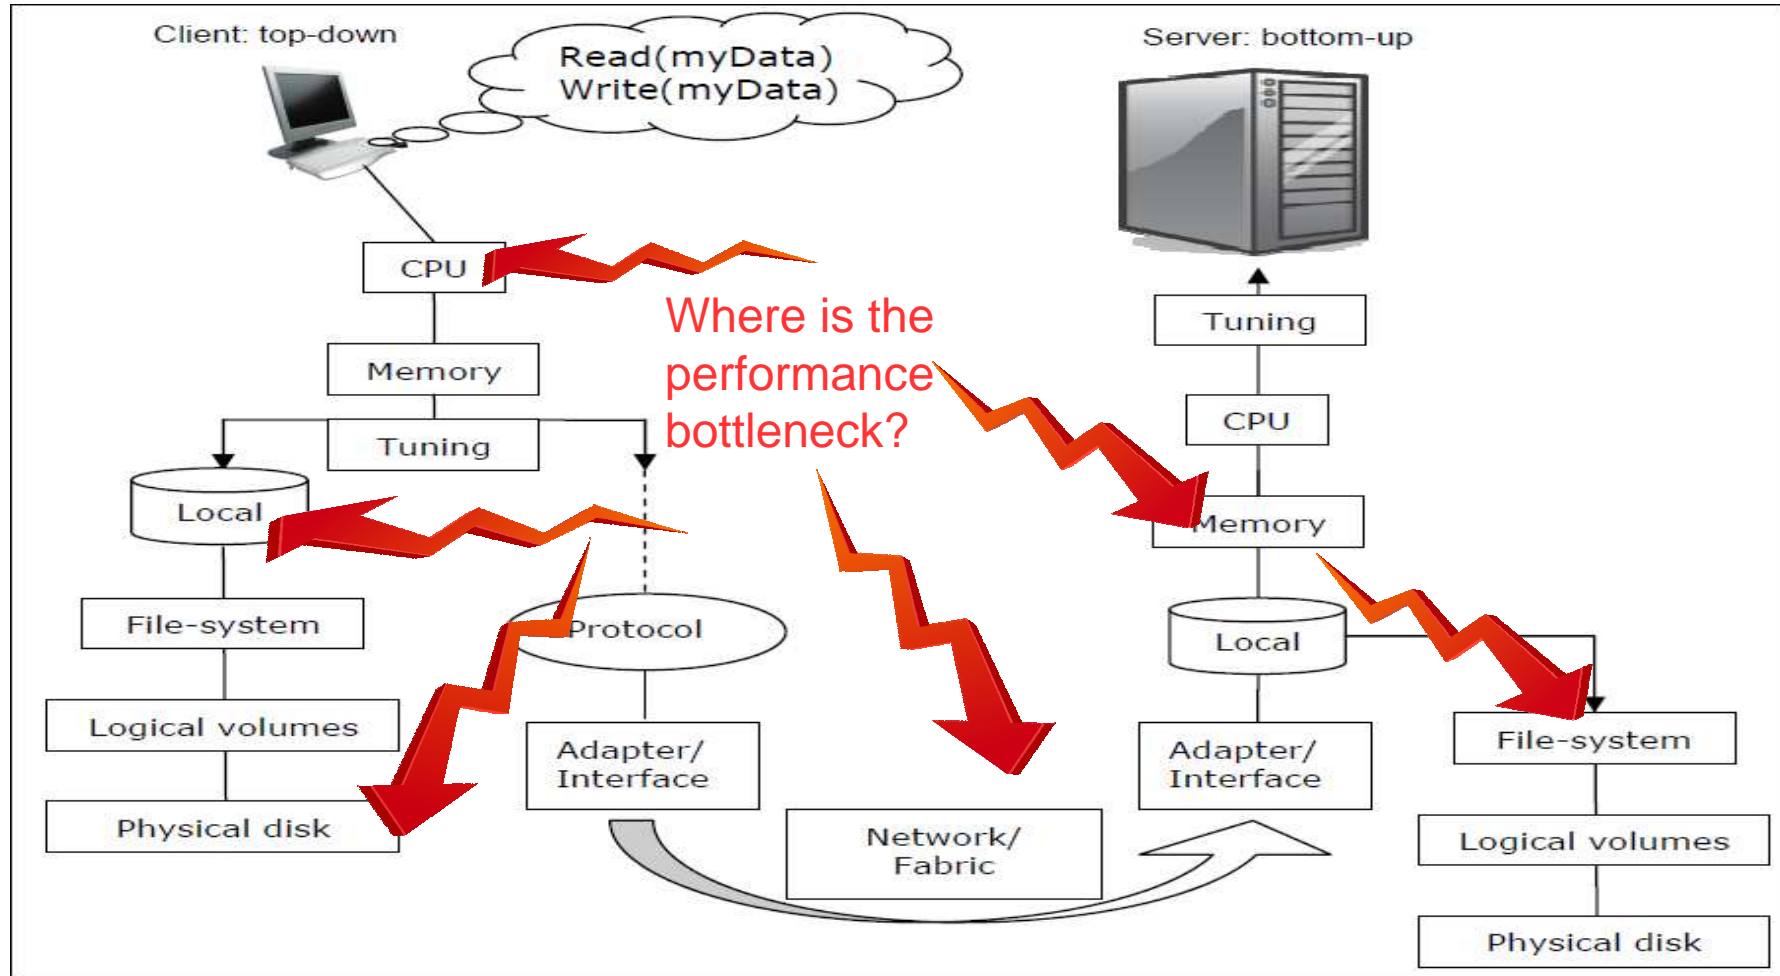 Client: top-down
Read(myData)
Write(myData)
Server: bottom-up
CPU
Memory
Tuning
Local
File-system
Logical volumes
Physical disk
Protocol
Adapter/
Interface
Where is the
performance
bottleneck?
Network/
Fabric
Tuning
CPU
Memory
Local
Adapter/
Interface
File-system
Logical volumes
Physical disk